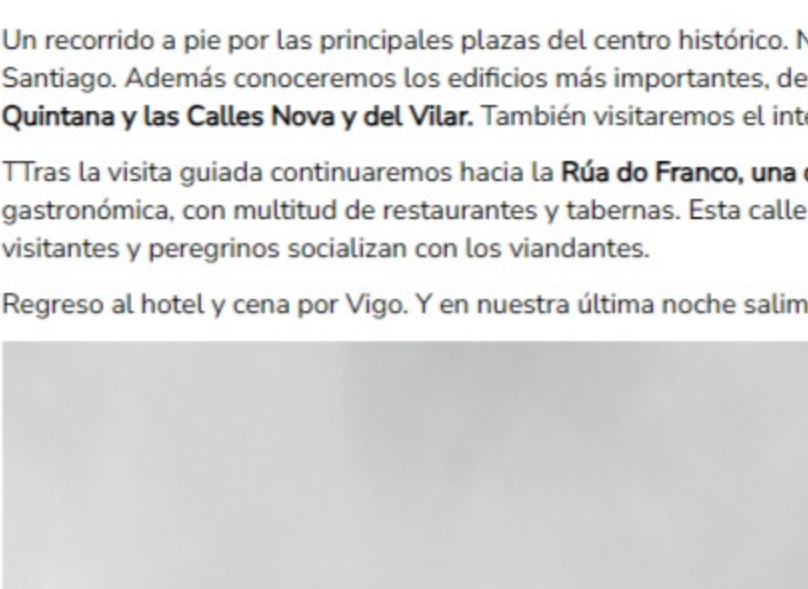 Un recorrido a pie por las principales plazas del centro histórico. N
Santiago. Además conoceremos los edificios más importantes, de
Quintana y las Calles Nova y del Vilar. También visitaremos el inte
TTras la visita guiada continuaremos hacia la Rúa do Franco, una
gastronómica, con multitud de restaurantes y tabernas. Esta calle
visitantes y peregrinos socializan con los viandantes.
Regreso al hotel y cena por Vigo. Y en nuestra última noche salim